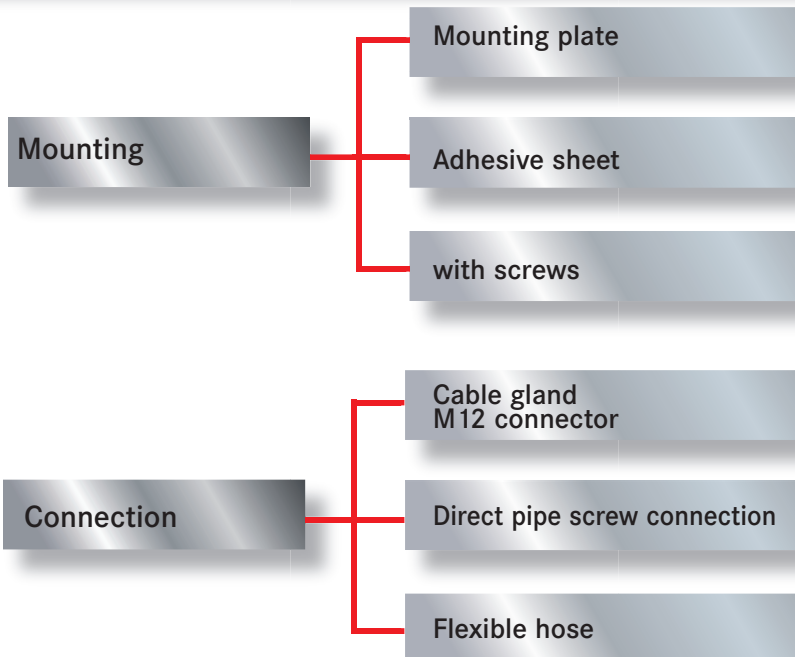 Mounting
Mounting plate
Adhesive sheet
with screws
Connection
Cable gland
M12 connector
Direct pipe screw connection
Flexible hose